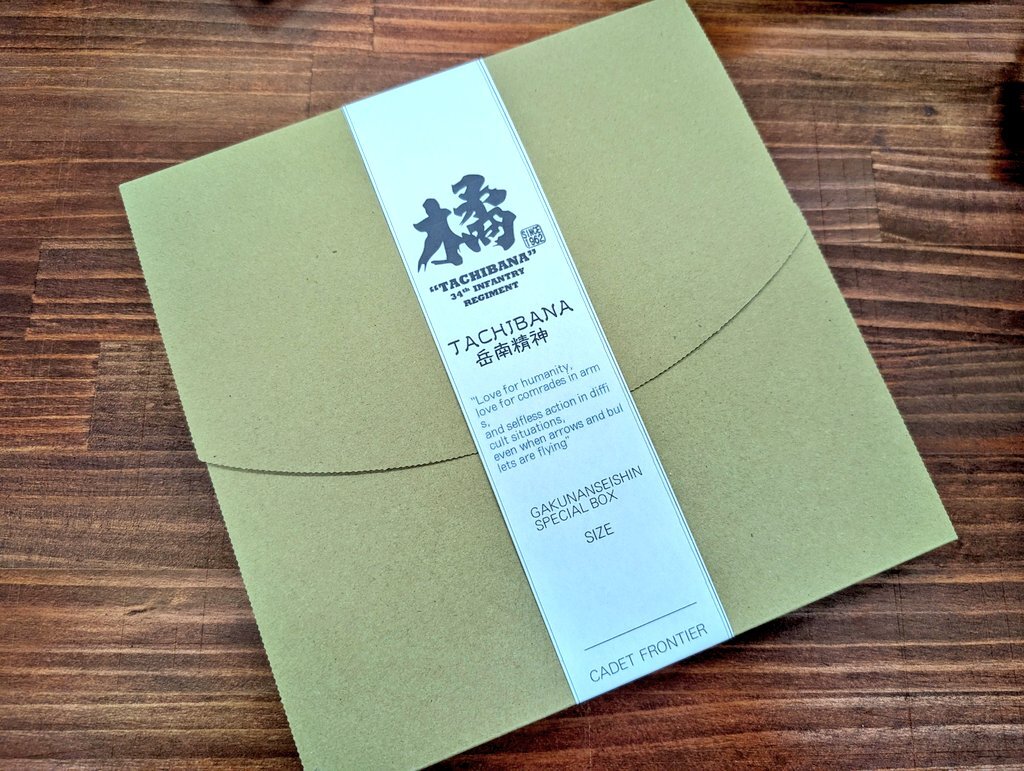 橘
SINCE
1962
“TACHIBANA”
34th INFANTRY
REGIMENT
TACHIBANA
岳南精神
"Love for humanity,
love for comrades in arm
s,
and selfless action in diffi
cult situations,
even when arrows and bul
lets are flying"
GAKUNANSEISHIN
SPECIAL BOX
SIZE
CADET FRONTIER